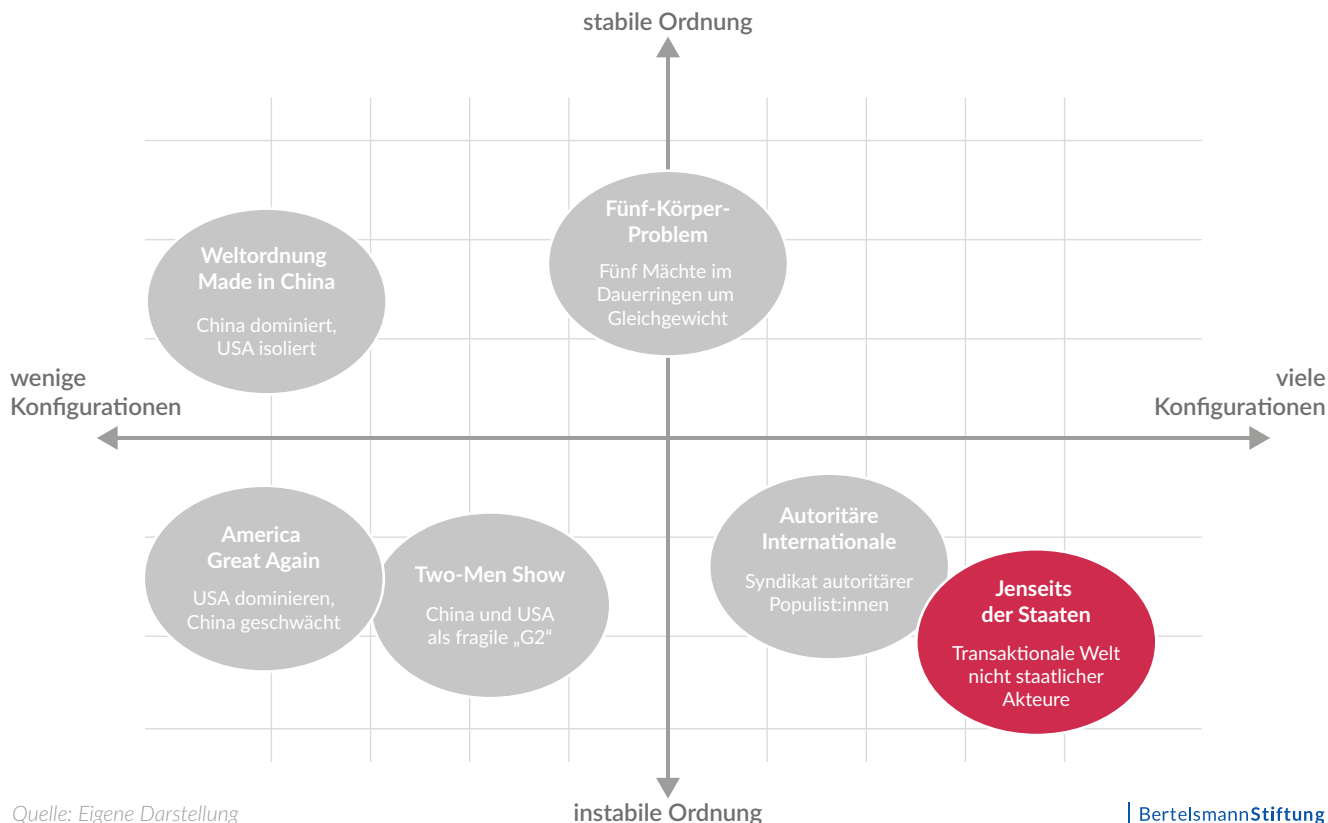 stabile Ordnung
Fünf-Körper-
Problem
Fünf Mächte im
Dauerringen um
Gleichgewicht
Weltordnung
Made in China
China dominiert,
USA isoliert
wenige
Konfigurationen
viele
Konfigurationen
America
Great Again
USA dominieren,
China geschwächt
Two-Men Show
China und USA
als fragile „G2“
Autoritäre
Internationale
Syndikat autoritärer
Populist:innen
Jenseits
der Staaten
Transaktionale Welt
nicht staatlicher
Akteure
instabile Ordnung
Quelle: Eigene Darstellung
BertelsmannStiftung